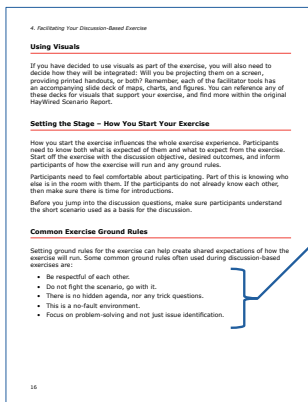 4. Facilitating Your Discussion-Based Exercise
Using Visuals
If you have decided to use visuals as part of the exercise, you will also need to
decide how they will be integrated: Will you be projecting them on a screen,
providing printed handouts, or both? Remember, each of the facilitator tools has
an accompanying slide deck of maps, charts, and figures. You can reference any of
these decks for visuals that support your exercise, and find more within the original
HayWired Scenario Report.
Setting the Stage – How You Start Your Exercise
How you start the exercise influences the whole exercise experience. Participants
need to know both what is expected of them and what to expect from the exercise.
Start off the exercise with the discussion objective, desired outcomes, and inform
participants of how the exercise will run and any ground rules.
Participants need to feel comfortable about participating. Part of this is knowing who
else is in the room with them. If the participants do not already know each other,
then make sure there is time for introductions.
Before you jump into the discussion questions, make sure participants understand
the short scenario used as a basis for the discussion.
Common Exercise Ground Rules
Setting ground rules for the exercise can help create shared expectations of how the
exercise will run. Some common ground rules often used during discussion-based
exercises are:
• Be respectful of each other.
• Do not fight the scenario, go with it.
• There is no hidden agenda, nor any trick questions.
• This is a no-fault environment.
• Focus on problem-solving and not just issue identification.
16